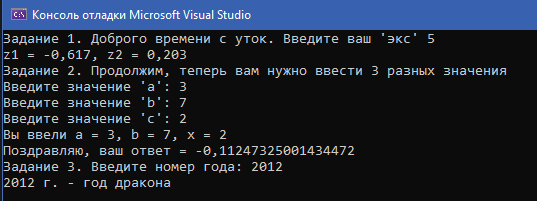 Консоль отладки Microsoft Visual Studio
Задание 1. Доброго времени с уток. Введите ваш 'экс' 5
z1 = -0,617, z2 = 0,203
Задание 2. Продолжим, теперь вам нужно ввести 3 разных значения
Введите значение 'a': 3
Введите значение 'b': 7
Введите значение 'c': 2
Вы ввели a = 3, b = 7, x = 2
Поздравляю, ваш ответ = -0,11247325001434472
Задание 3. Введите номер года: 2012
2012 г. - год дракона